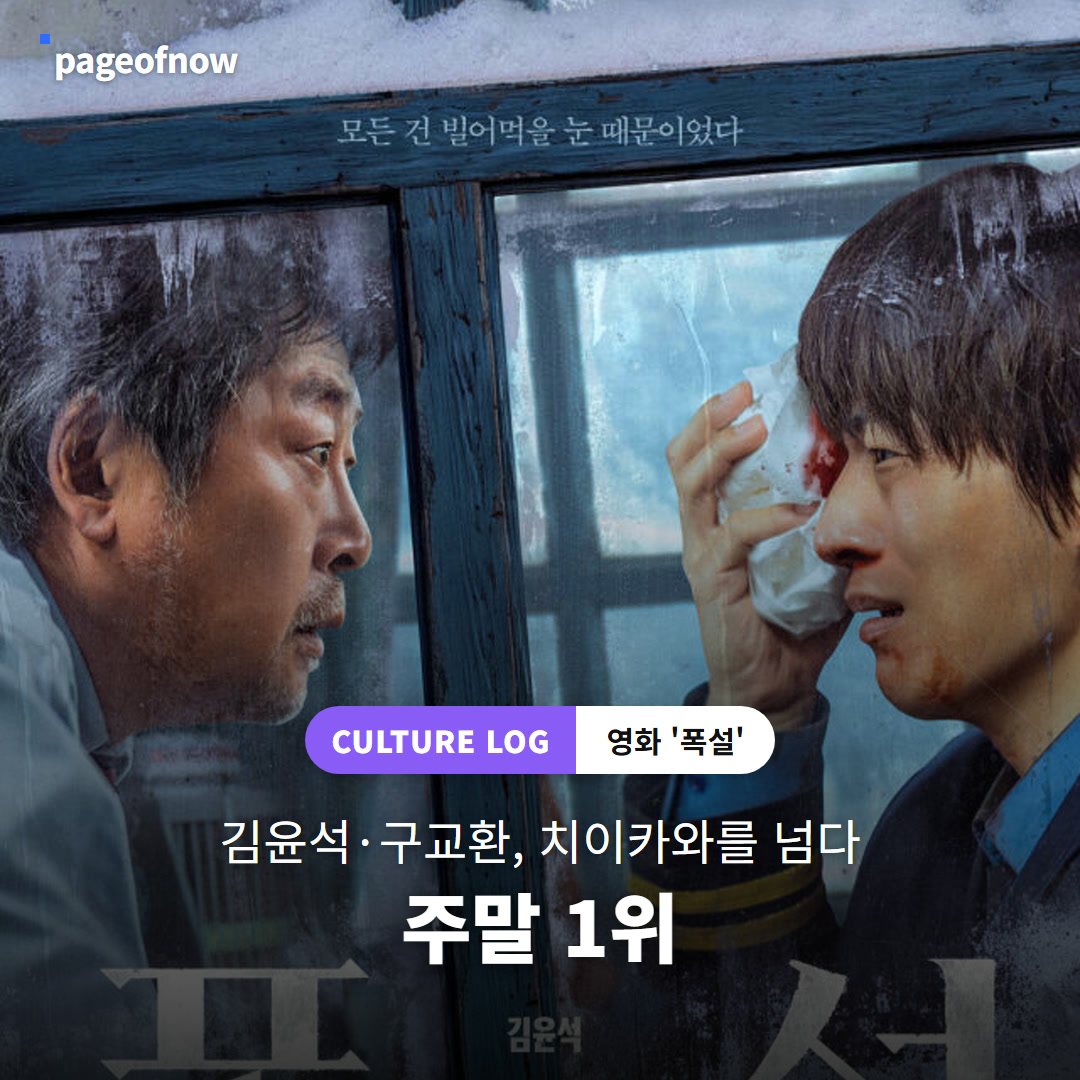 pageofnow
모든 건 빌어먹을 눈 때문이었다
CULTURE LOG
영화 '폭설'
김윤석·구교환, 치이카와를 넘다
주말 1위
폭설
김윤석